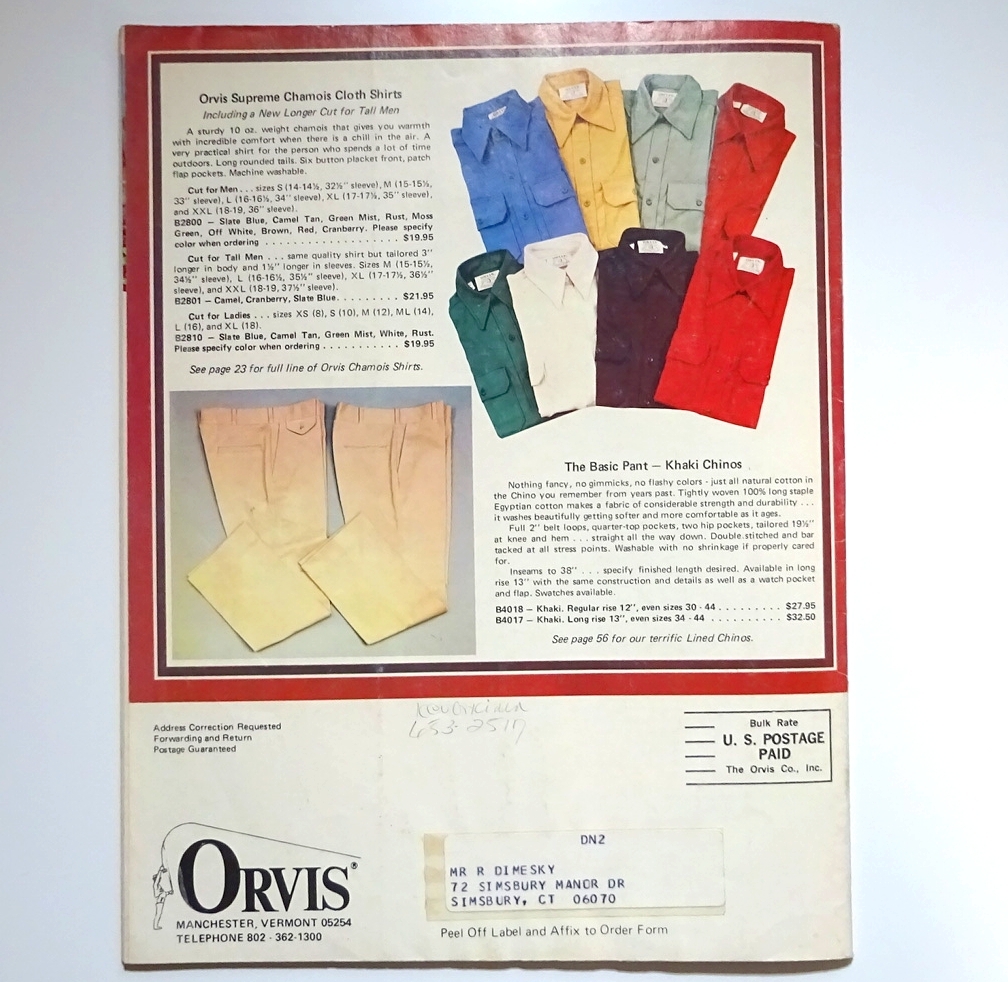 Orvis Supreme Chamois Cloth Shirts
Including a New Longer Cut for Tall Men
A sturdy 10 oz. weight chamois that gives you warmth
with incredible comfort when there is a chill in the air. A
very practical shirt for the person who spends a lot of time
outdoors. Long rounded tails. Six button placket front, patch
flap pockets. Machine washable.
Cut for Men . . . sizes S (14-14½, 32½" sleeve), M (15-15½,
33" sleeve), L (16-16½, 34" sleeve), XL (17-17½, 35" sleeve),
and XXL (18-19, 36" sleeve).
B2800 — Slate Blue, Camel Tan, Green Mist, Rust, Moss
Green, Off White, Brown, Red, Cranberry. Please specify
color when ordering . . . . . . . . . . . . . . . . . . . $19.95
Cut for Tall Men . . . same quality shirt but tailored 3"
longer in body and 1½" longer in sleeves. Sizes M (15-15½,
34½" sleeve), L (16-16½, 35½" sleeve), XL (17-17½, 36½"
sleeve), and XXL (18-19, 37½" sleeve).
B2801 — Camel, Cranberry, Slate Blue. . . . . . . . . $21.95
Cut for Ladies . . . sizes XS (8), S (10), M (12), ML (14),
L (16), and XL (18).
B2810 — Slate Blue, Camel Tan, Green Mist, White, Rust.
Please specify color when ordering . . . . . . . . . . . $19.95
See page 23 for full line of Orvis Chamois Shirts.
The Basic Pant — Khaki Chinos
Nothing fancy, no gimmicks, no flashy colors - just all natural cotton in
the Chino you remember from years past. Tightly woven 100% long staple
Egyptian cotton makes a fabric of considerable strength and durability . . .
it washes beautifully getting softer and more comfortable as it ages.
Full 2" belt loops, quarter-top pockets, two hip pockets, tailored 19½"
at knee and hem . . . straight all the way down. Double stitched and bar
tacked at all stress points. Washable with no shrinkage if properly cared
for.
Inseams to 38" . . . specify finished length desired. Available in long
rise 13" with the same construction and details as well as a watch pocket
and flap. Swatches available.
B4018 — Khaki. Regular rise 12", even sizes 30 - 44 . . . . . . . . . $27.95
B4017 — Khaki. Long rise 13", even sizes 34 - 44 . . . . . . . . . . $32.50
See page 56 for our terrific Lined Chinos.
Address Correction Requested
Forwarding and Return
Postage Guaranteed
653-2517
Bulk Rate
U. S. POSTAGE
PAID
The Orvis Co., Inc.
ORVIS®
MANCHESTER, VERMONT 05254
TELEPHONE 802 - 362-1300
DN2
MR R DIMESKY
72 SIMSBURY MANOR DR
SIMSBURY, CT 06070
Peel Off Label and Affix to Order Form